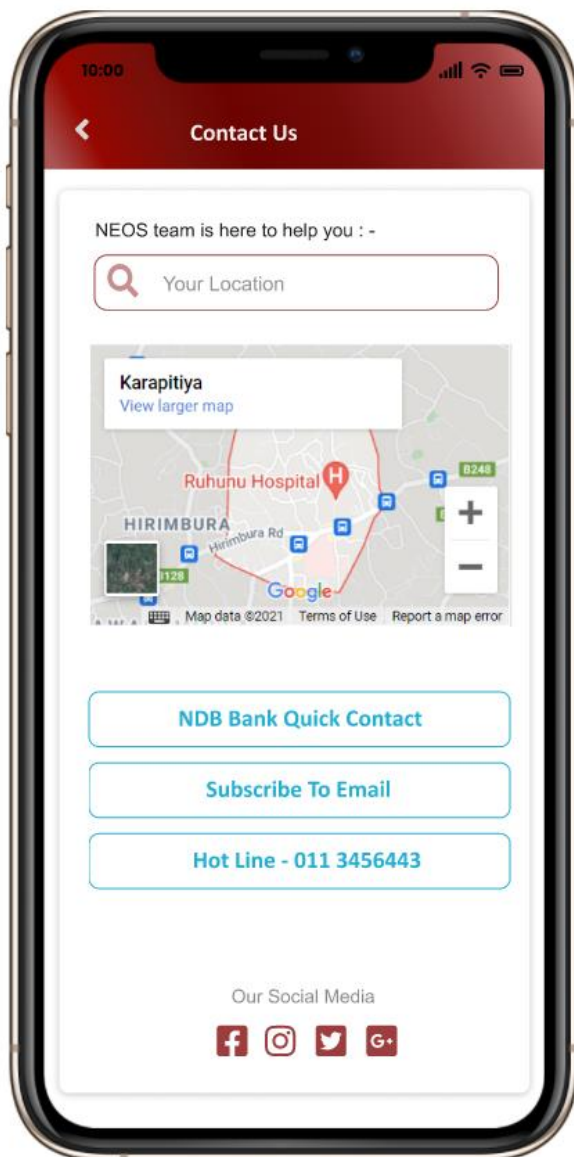 10:00
Contact Us
NEOS team is here to help you : -
Your Location
Karapitiya
View larger map
Ruhunu Hospital
H
B248
HIRIMBURA
Hirimbura Rd
B128
Google
Map data ©2021 Terms of Use Report a map error
NDB Bank Quick Contact
Subscribe To Email
Hot Line - 011 3456443
Our Social Media